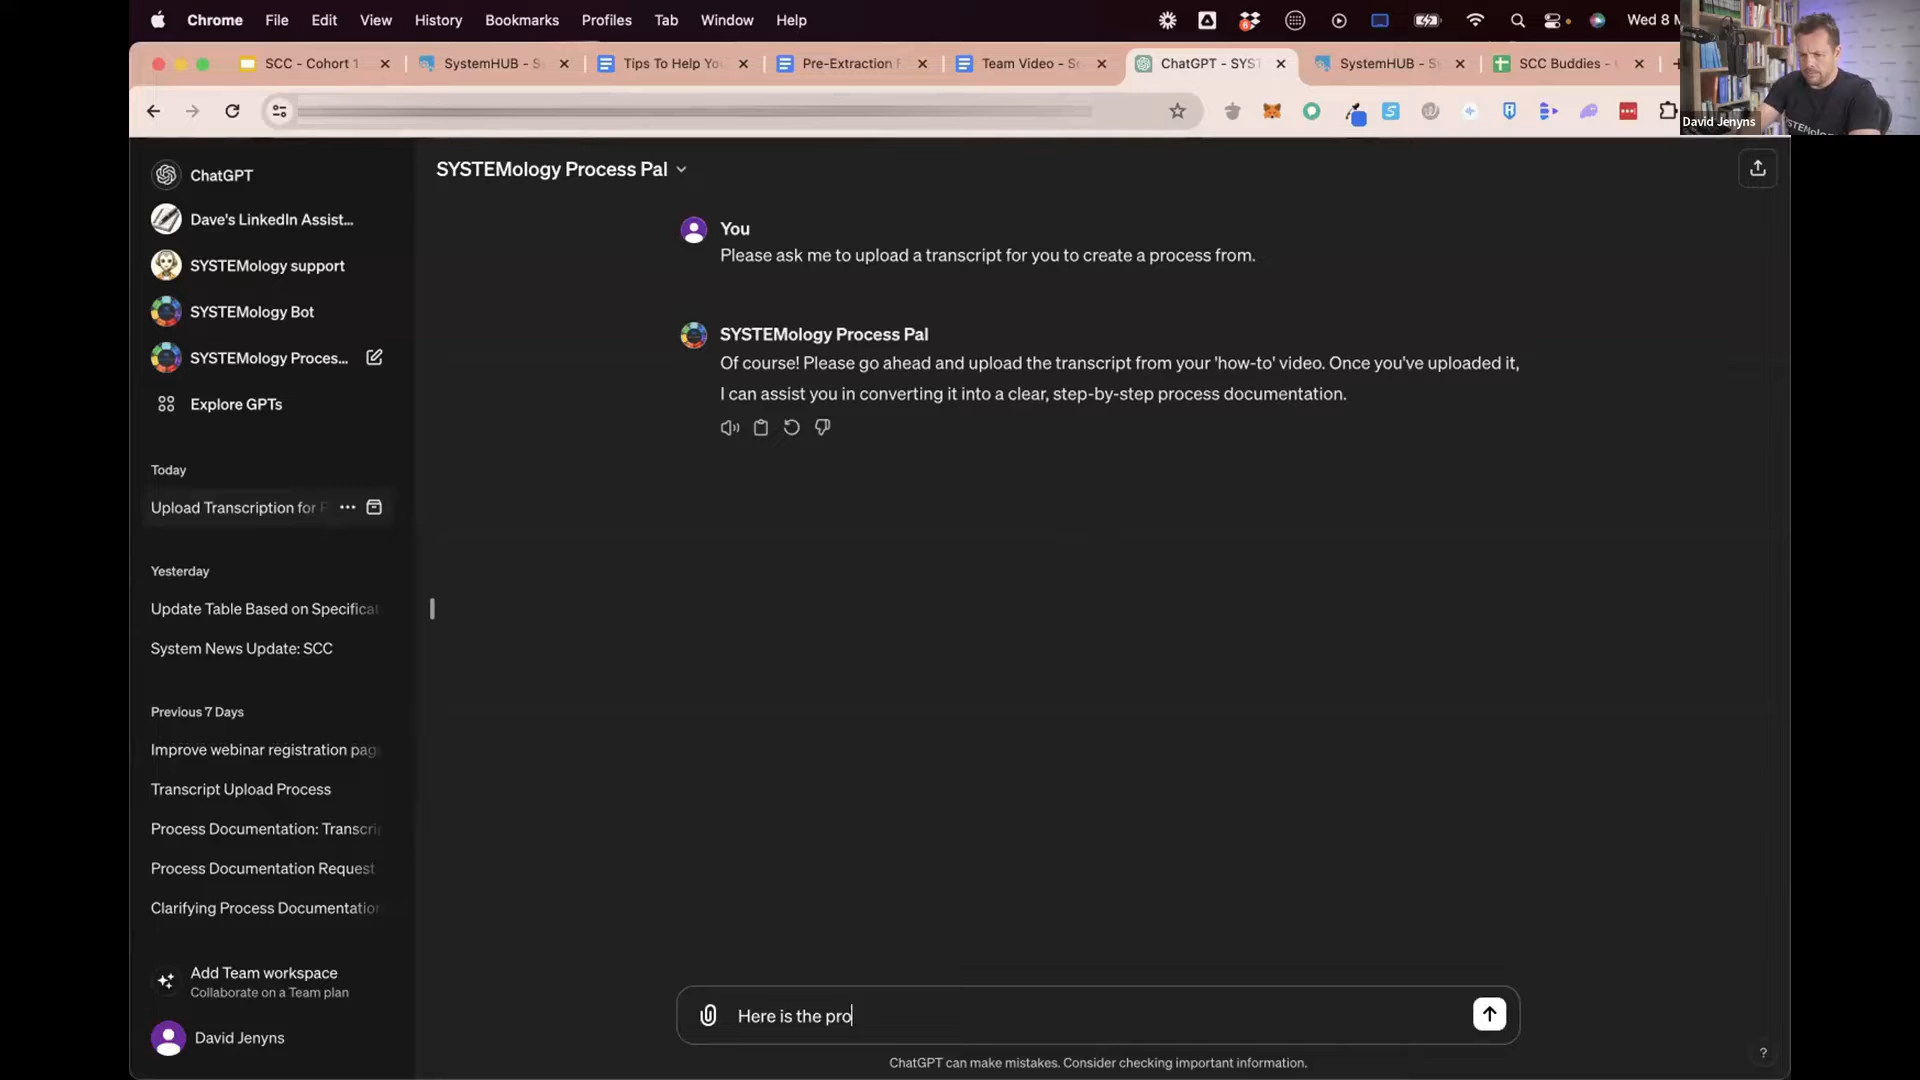 Chrome File Edit View History Bookmarks Profiles Tab Window Help
Wed 8
SCC - Cohort 1
SystemHUB - S
Tips To Help Yo
Pre-Extraction
Team Video - S
ChatGPT - SYS
SystemHUB - S
SCC Buddies -
David Jenyns
ChatGPT
Dave's LinkedIn Assist...
SYSTEMology support
SYSTEMology Bot
SYSTEMology Proces...
Explore GPTs
Today
Upload Transcription for
Yesterday
Update Table Based on Specificat
System News Update: SCC
Previous 7 Days
Improve webinar registration pag
Transcript Upload Process
Process Documentation: Transcri
Process Documentation Request
Clarifying Process Documentation
Add Team workspace
Collaborate on a Team plan
David Jenyns
SYSTEMology Process Pal
You
Please ask me to upload a transcript for you to create a process from.
SYSTEMology Process Pal
Of course! Please go ahead and upload the transcript from your 'how-to' video. Once you've uploaded it,
I can assist you in converting it into a clear, step-by-step process documentation.
Here is the pro
ChatGPT can make mistakes. Consider checking important information.
?